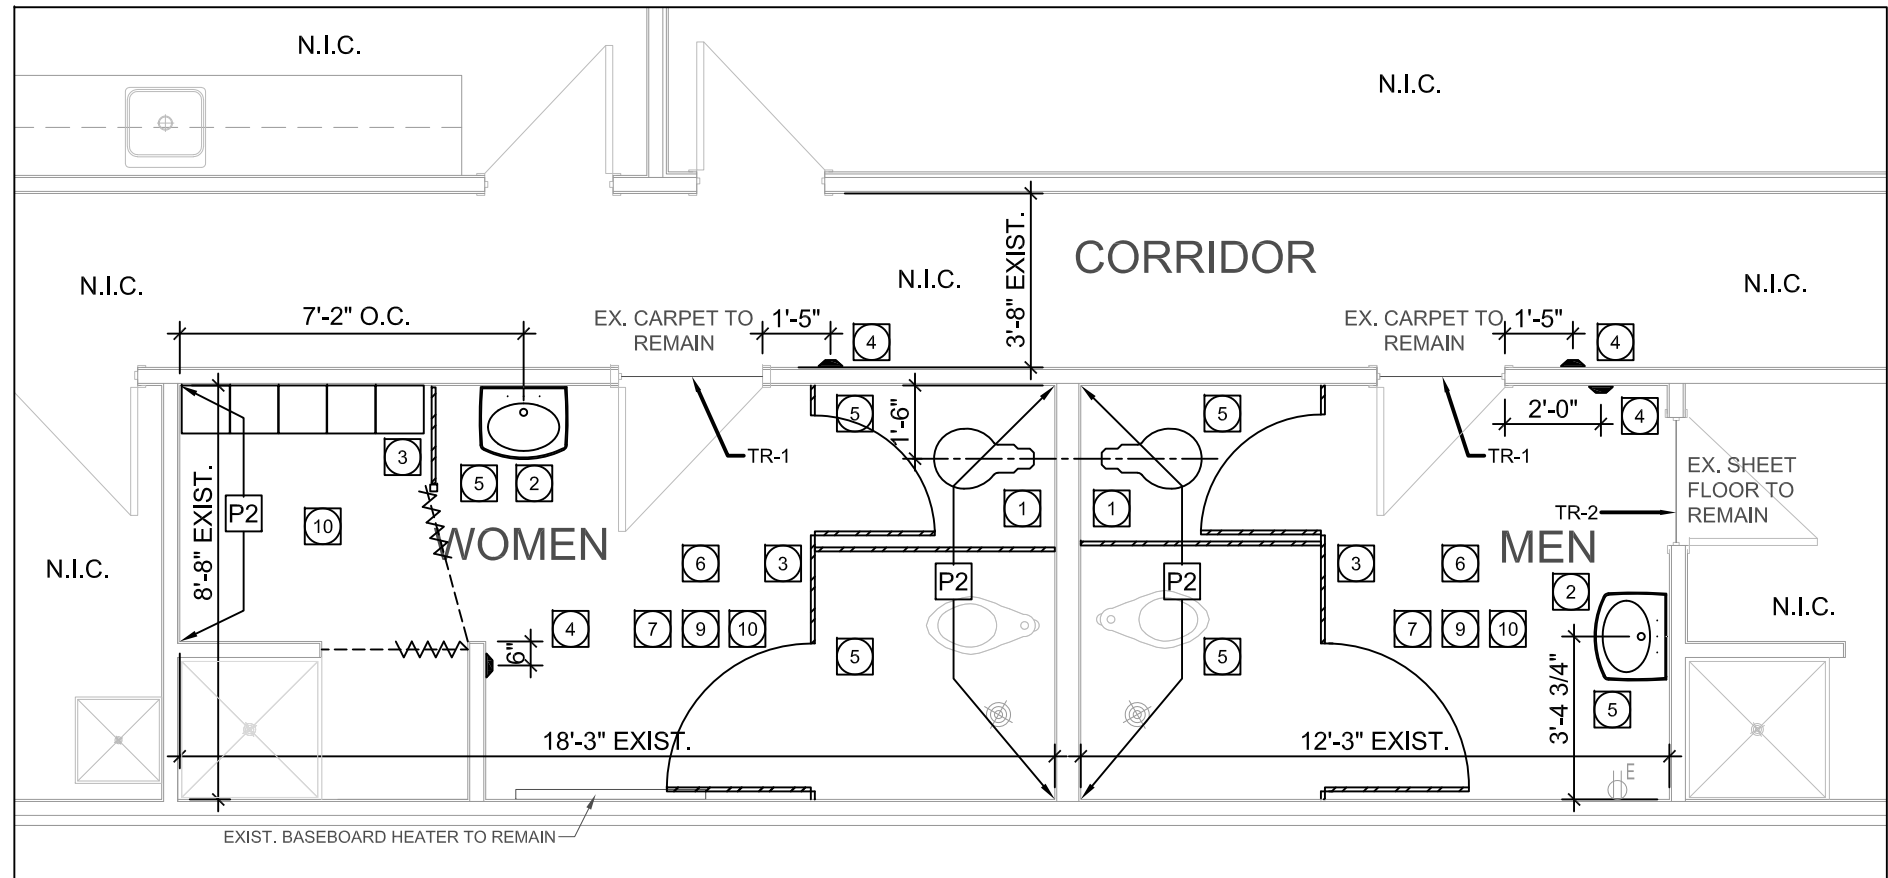 N.I.C.
N.I.C.
CORRIDOR
3'-8" EXIST.
N.I.C.
N.I.C.
N.I.C.
7'-2" O.C.
EX. CARPET TO
REMAIN
1'-5"
4
EX. CARPET TO
REMAIN
1'-5"
4
5
1'-6"
5
2'-0"
4
3
TR-1
TR-1
5
2
EX. SHEET
FLOOR TO
REMAIN
P2
10
1
1
TR-2
WOMEN
MEN
8'-8" EXIST.
N.I.C.
6
3
P2
P2
3
6
2
N.I.C.
4
7
9
10
7
9
10
6"
5
5
3'-4 3/4"
5
18'-3" EXIST.
12'-3" EXIST.
E
EXIST. BASEBOARD HEATER TO REMAIN